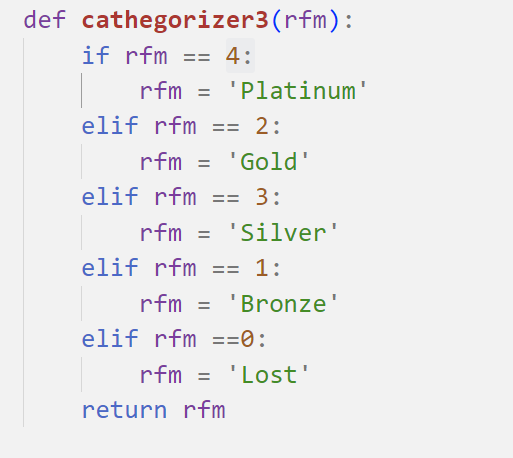 def cathegorizer3(rfm):
    if rfm == 4:
        rfm = 'Platinum'
    elif rfm == 2:
        rfm = 'Gold'
    elif rfm == 3:
        rfm = 'Silver'
    elif rfm == 1:
        rfm = 'Bronze'
    elif rfm ==0:
        rfm = 'Lost'
    return rfm